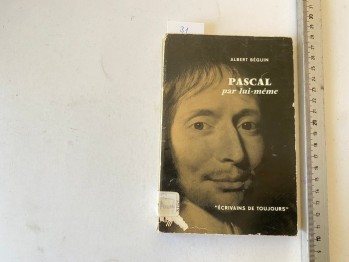 ALBERT BÉGUIN
PASCAL
par lui-même
"ÉCRIVAINS DE TOUJOURS"